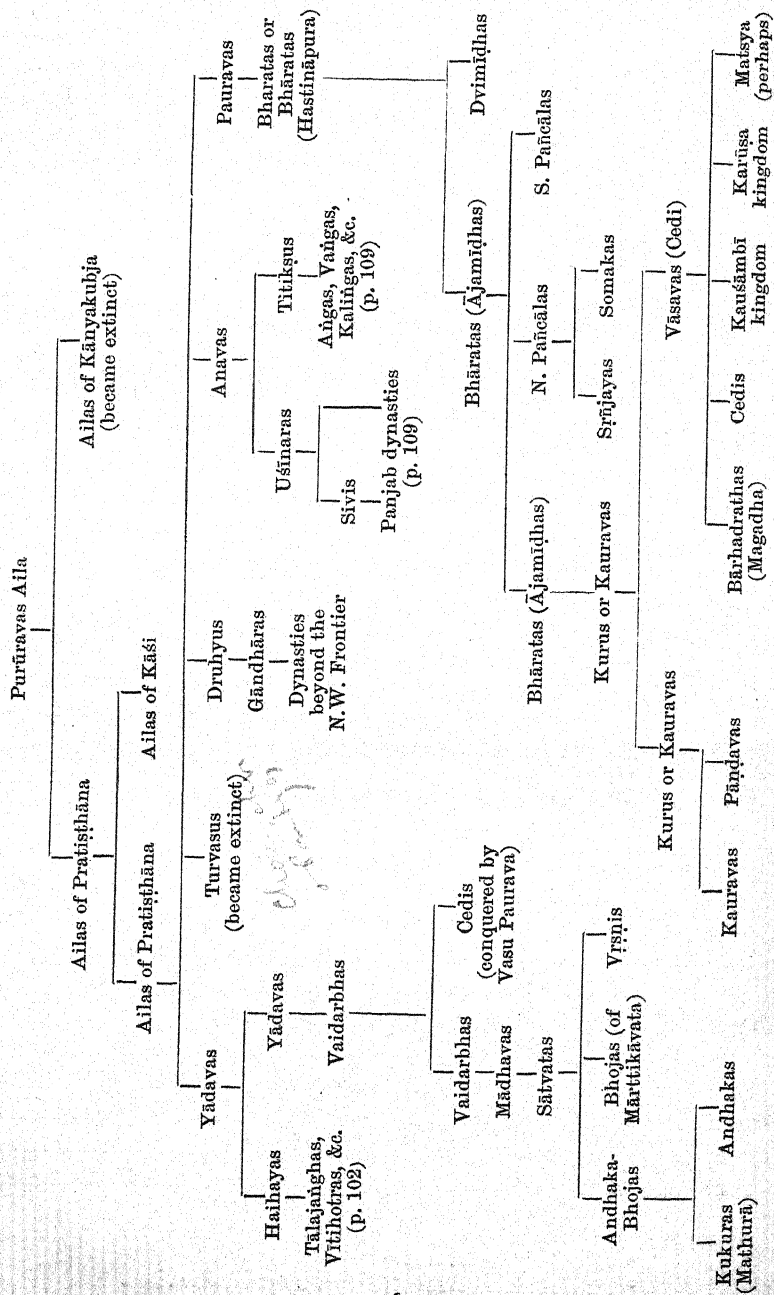 Purūravas Aila
Ailas of Pratiṣṭhāna
Ailas of Kānyakubja
(became extinct)
Ailas of Pratiṣṭhāna
Ailas of Kāśi
Yādavas
Turvasus
(became extinct)
Druhyus
Gāndhāras
Dynasties
beyond the
N.W. Frontier
Anavas
Pauravas
Bharatas or
Bhāratas
(Hastināpura)
Haihayas
Tālajanghas,
Vītihotras, &c.
(p. 102)
Yādavas
Vaidarbhas
Uśīnaras
Sivis
Panjab dynasties
(p. 109)
Titikṣus
Aṅgas, Vaṅgas,
Kaliṅgas, &c.
(p. 109)
Vaidarbhas
Mādhavas
Sātvatas
Cedis
(conquered by
Vasu Paurava)
Bhāratas (Ājamīḍhas)
Dvimīḍhas
Bhāratas (Ājamīḍhas)
N. Pañcālas
S. Pañcālas
Kurus or Kauravas
Sṛñjayas
Somakas
Andhaka-
Bhojas
Bhojas (of
Mārttikāvata)
Vṛṣṇis
Kurus or Kauravas
Vāsavas (Cedi)
Kukuras
(Mathurā)
Andhakas
Kauravas
Pāṇḍavas
Bārhadrathas
(Magadha)
Cedis
Kauśāmbī
kingdom
Karūṣa
kingdom
Matsya
(perhaps)